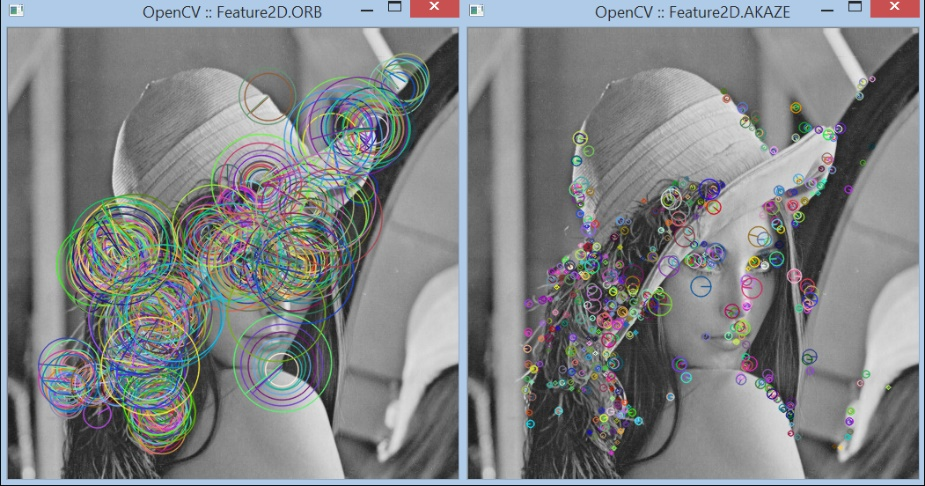 OpenCV :: Feature2D.ORB
OpenCV :: Feature2D.AKAZE